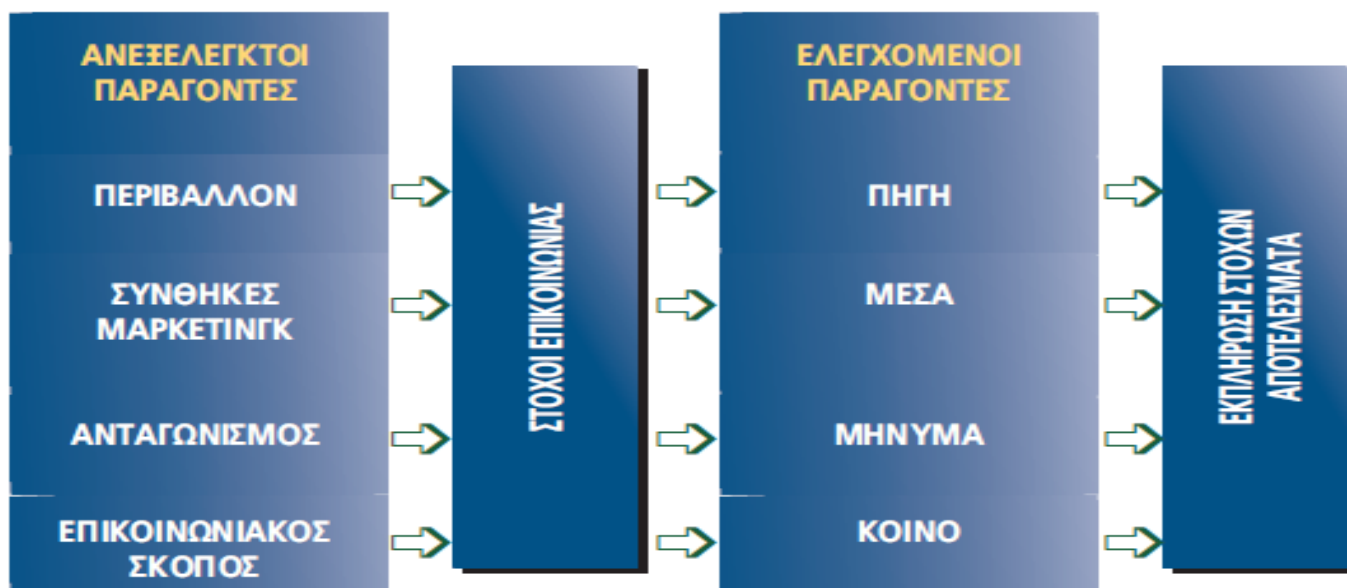 ΑΝΕΞΕΛΕΓΚΤΟΙ
ΠΑΡΑΓΟΝΤΕΣ
ΠΕΡΙΒΑΛΛΟΝ
ΣΥΝΘΗΚΕΣ
ΜΑΡΚΕΤΙΝΓΚ
ΑΝΤΑΓΩΝΙΣΜΟΣ
ΕΠΙΚΟΙΝΩΝΙΑΚΟΣ
ΣΚΟΠΟΣ
ΣΤΟΧΟΙ ΕΠΙΚΟΙΝΩΝΙΑΣ
ΕΛΕΓΧΟΜΕΝΟΙ
ΠΑΡΑΓΟΝΤΕΣ
ΠΗΓΗ
ΜΕΣΑ
ΜΗΝΥΜΑ
ΚΟΙΝΟ
ΕΚΠΛΗΡΩΣΗ ΣΤΟΧΩΝ
ΑΠΟΤΕΛΕΣΜΑΤΑ